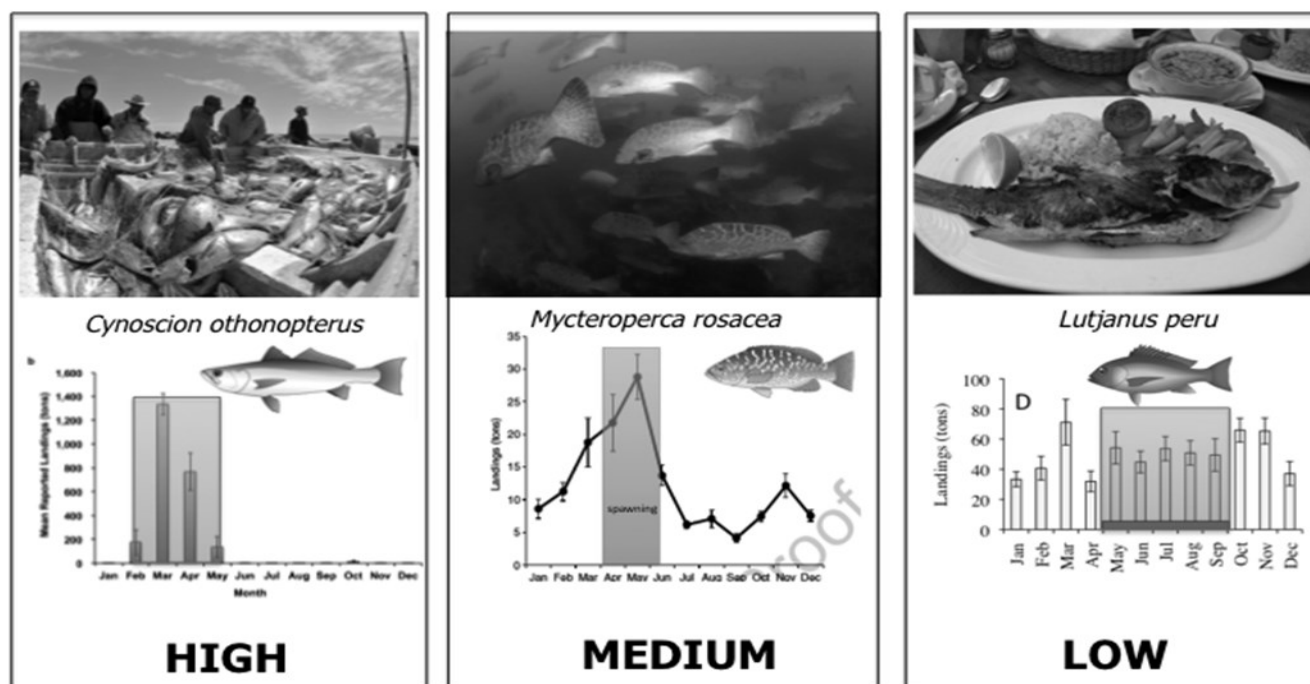 Cynoscion othonopterus
b
1,600
1,400
1,200
1,000
800
600
400
200
0
Mean Reported Landings (tons)
Jan Feb Mar Apr May Jun Jul Aug Sep Oct Nov Dec
Month
HIGH
Mycteroperca rosacea
35
30
25
20
15
10
5
0
Landings (tons)
spawning
proof
Jan Feb Mar Apr May Jun Jul Aug Sep Oct Nov Dec
MEDIUM
Lutjanus peru
D
100
80
60
40
20
0
Landings (tons)
Jan Feb Mar Apr May Jun Jul Aug Sep Oct Nov Dec
LOW